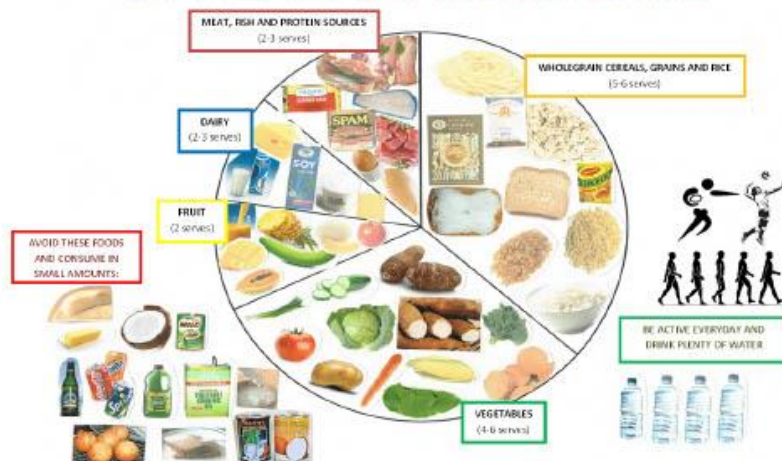 MEAT, FISH AND PROTEIN SOURCES
(2-3 serves)
WHOLEGRAIN CEREALS, GRAINS AND RICE
(5-6 serves)
DAIRY
(2-3 serves)
SPAM
SOY
FRUIT
(2 serves)
AVOID THESE FOODS
AND CONSUME IN
SMALL AMOUNTS:
MILO
BE ACTIVE EVERYDAY AND
DRINK PLENTY OF WATER
VEGETABLES
(4-6 serves)